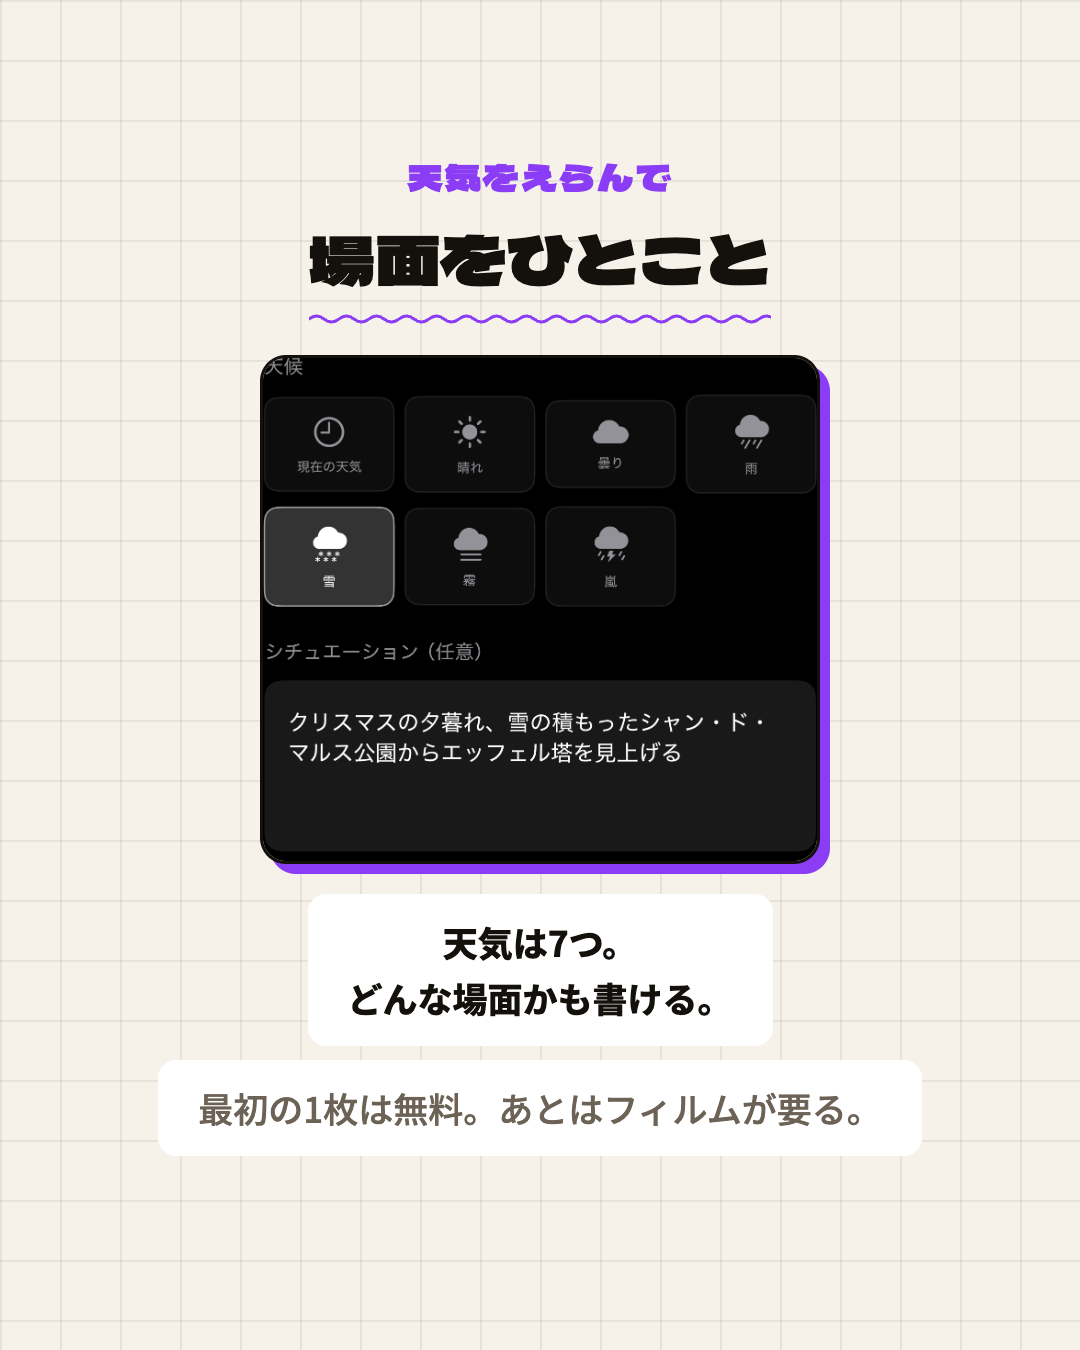 天気をえらんで
場面をひとこと
天候
現在の天気
晴れ
曇り
雨
雪
霧
嵐
シチュエーション（任意）
クリスマスの夕暮れ、雪の積もったシャン・ド・
マルス公園からエッフェル塔を見上げる
天気は7つ。
どんな場面かも書ける。
最初の1枚は無料。あとはフィルムが要る。